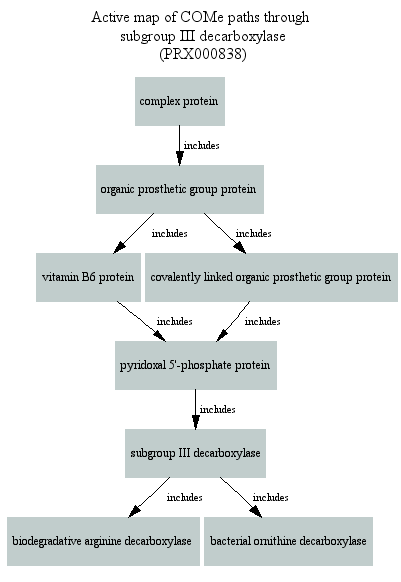 Active map of COMe paths through
subgroup III decarboxylase
(PRX000838)
complex protein
includes
organic prosthetic group protein
includes includes
vitamin B6 protein covalently linked organic prosthetic group protein
includes includes
pyridoxal 5'-phosphate protein
includes
subgroup III decarboxylase
includes includes
biodegradative arginine decarboxylase bacterial ornithine decarboxylase